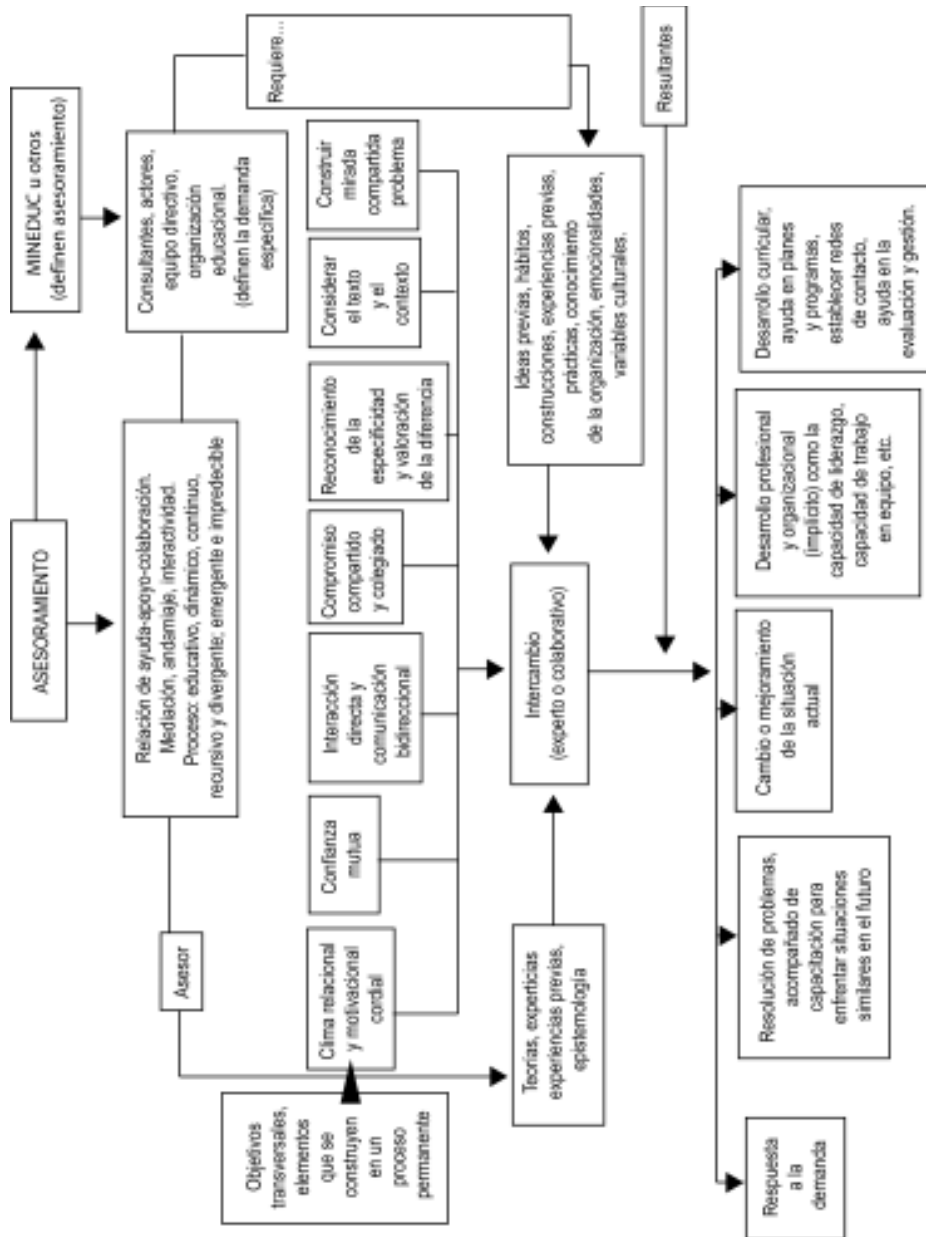 ASESORAMIENTO
MINEDUC u otros
(definen asesoramiento)
Relación de ayuda-apoyo-colaboración.
Mediación, andamiaje, interactividad.
Proceso: educativo, dinámico, continuo,
recursivo y divergente; emergente e impredecible
Consultantes, actores,
equipo directivo,
organización
educacional.
(definen la demanda
específica)
Asesor
Requiere...
Objetivos
transversales,
elementos
que se
construyen
en un
proceso
permanente
Clima relacional
y motivacional
cordial
Confianza
mutua
Interacción
directa y
comunicación
bidireccional
Compromiso
compartido
y colegiado
Reconocimiento
de la
especificidad
y valoración
de la diferencia
Considerar
el texto
y el
contexto
Construir
mirada
compartida
problema
Teorías, experticias
experiencias previas,
epistemología
Intercambio
(experto o colaborativo)
Ideas previas, hábitos,
construcciones, experiencias previas
prácticas, conocimiento
de la organización, emocionalidades,
variables culturales.
Resultantes
Respuesta
a la
demanda
Resolución de problemas,
acompañado de
capacitación para
enfrentar situaciones
similares en el futuro
Cambio o mejoramiento
de la situación
actual
Desarrollo profesional
y organizacional
(implícito) como la
capacidad de liderazgo,
capacidad de trabajo
en equipo, etc.
Desarrollo curricular,
ayuda en planes
y programas,
establecer redes
de contacto,
ayuda en la
evaluación y gestión.